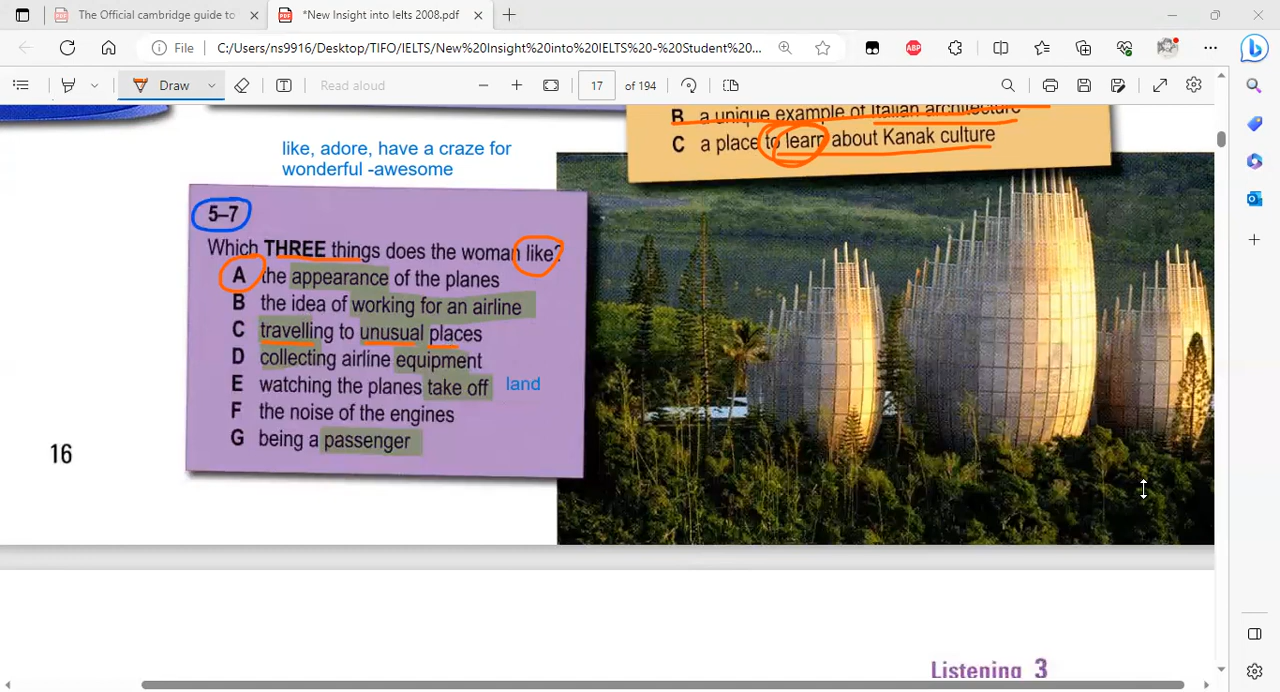 The Official cambridge guide to
*New Insight into Ielts 2008.pdf
File
C:/Users/ns9916/Desktop/TIFO/IELTS/New%20Insight%20into%20IELTS%20-%20Student%20...
ABP
Draw
Read aloud
17 of 194
B a unique example of Italian architecture
C a place to learn about Kanak culture
like, adore, have a craze for
wonderful -awesome
5–7
Which THREE things does the woman like?
A the appearance of the planes
B the idea of working for an airline
C travelling to unusual places
D collecting airline equipment
E watching the planes take off land
F the noise of the engines
G being a passenger
16
Listening 3